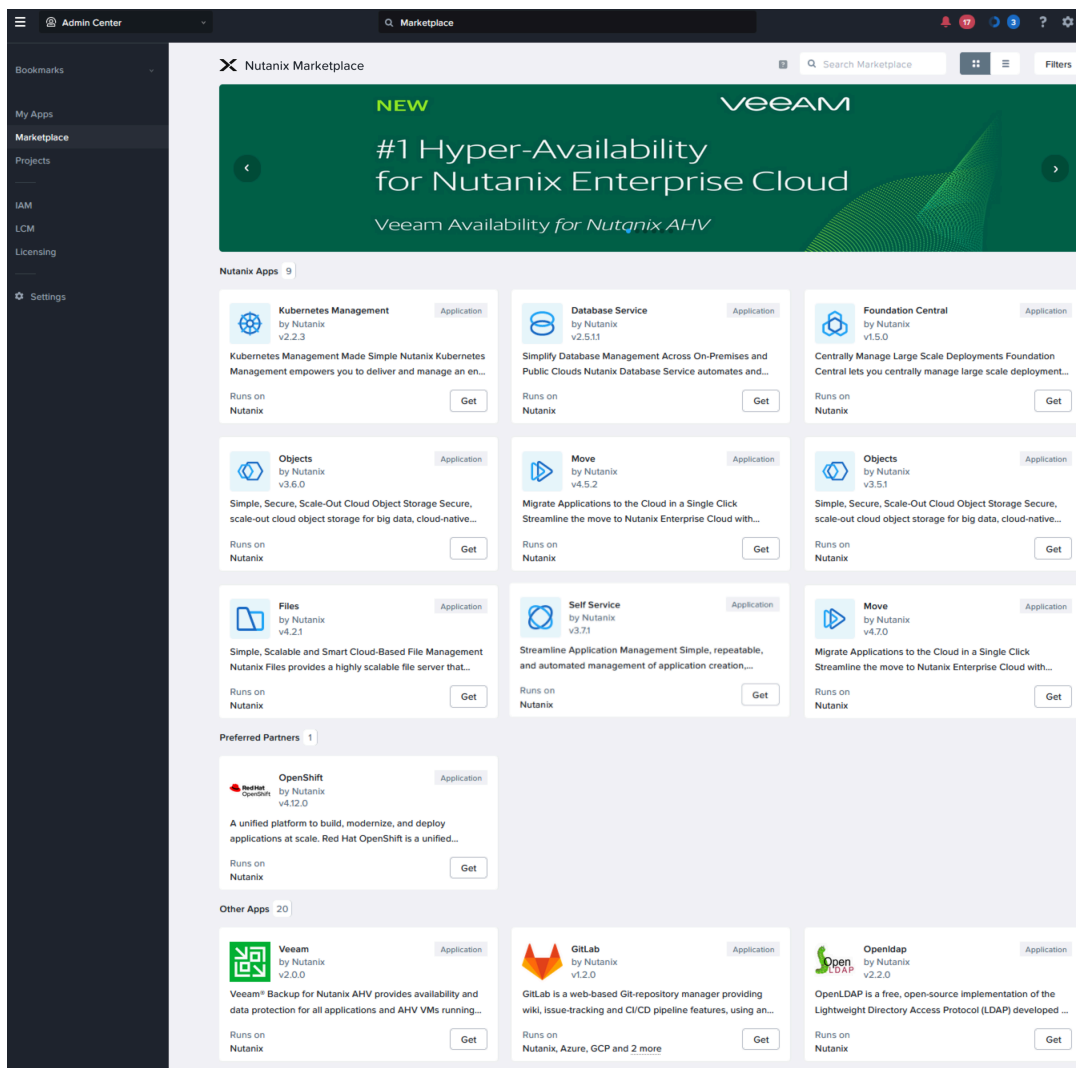 Admin Center
Marketplace
17
3
?
Bookmarks
My Apps
Marketplace
Projects
IAM
LCM
Licensing
Settings
Nutanix Marketplace
?
Search Marketplace
Filters
NEW
veeAM
#1 Hyper-Availability
for Nutanix Enterprise Cloud
Veeam Availability for Nutanix AHV
Nutanix Apps 9
Kubernetes Management
Application
by Nutanix
v2.2.3
Kubernetes Management Made Simple Nutanix Kubernetes
Management empowers you to deliver and manage an en...
Runs on
Nutanix
Get
Database Service
Application
by Nutanix
v2.5.1.1
Simplify Database Management Across On-Premises and
Public Clouds Nutanix Database Service automates and...
Runs on
Nutanix
Get
Foundation Central
Application
by Nutanix
v1.5.0
Centrally Manage Large Scale Deployments Foundation
Central lets you centrally manage large scale deployment...
Runs on
Nutanix
Get
Objects
Application
by Nutanix
v3.6.0
Simple, Secure, Scale-Out Cloud Object Storage Secure,
scale-out cloud object storage for big data, cloud-native...
Runs on
Nutanix
Get
Move
Application
by Nutanix
v4.5.2
Migrate Applications to the Cloud in a Single Click
Streamline the move to Nutanix Enterprise Cloud with...
Runs on
Nutanix
Get
Objects
Application
by Nutanix
v3.5.1
Simple, Secure, Scale-Out Cloud Object Storage Secure,
scale-out cloud object storage for big data, cloud-native...
Runs on
Nutanix
Get
Files
Application
by Nutanix
v4.2.1
Simple, Scalable and Smart Cloud-Based File Management
Nutanix Files provides a highly scalable file server that...
Runs on
Nutanix
Get
Self Service
Application
by Nutanix
v3.7.1
Streamline Application Management Simple, repeatable,
and automated management of application creation,...
Runs on
Nutanix
Get
Move
Application
by Nutanix
v4.7.0
Migrate Applications to the Cloud in a Single Click
Streamline the move to Nutanix Enterprise Cloud with...
Runs on
Nutanix
Get
Preferred Partners 1
Red Hat
OpenShift
OpenShift
Application
by Nutanix
v4.12.0
A unified platform to build, modernize, and deploy
applications at scale. Red Hat OpenShift is a unified...
Runs on
Nutanix
Get
Other Apps 20
Veeam
Application
by Nutanix
v2.0.0
Veeam® Backup for Nutanix AHV provides availability and
data protection for all applications and AHV VMs running...
Runs on
Nutanix
Get
GitLab
Application
by Nutanix
v1.2.0
GitLab is a web-based Git-repository manager providing
wiki, issue-tracking and CI/CD pipeline features, using an...
Runs on
Nutanix, Azure, GCP and 2 more
Get
Open
LDAP
Openldap
Application
by Nutanix
v2.2.0
OpenLDAP is a free, open-source implementation of the
Lightweight Directory Access Protocol (LDAP) developed ...
Runs on
Nutanix
Get